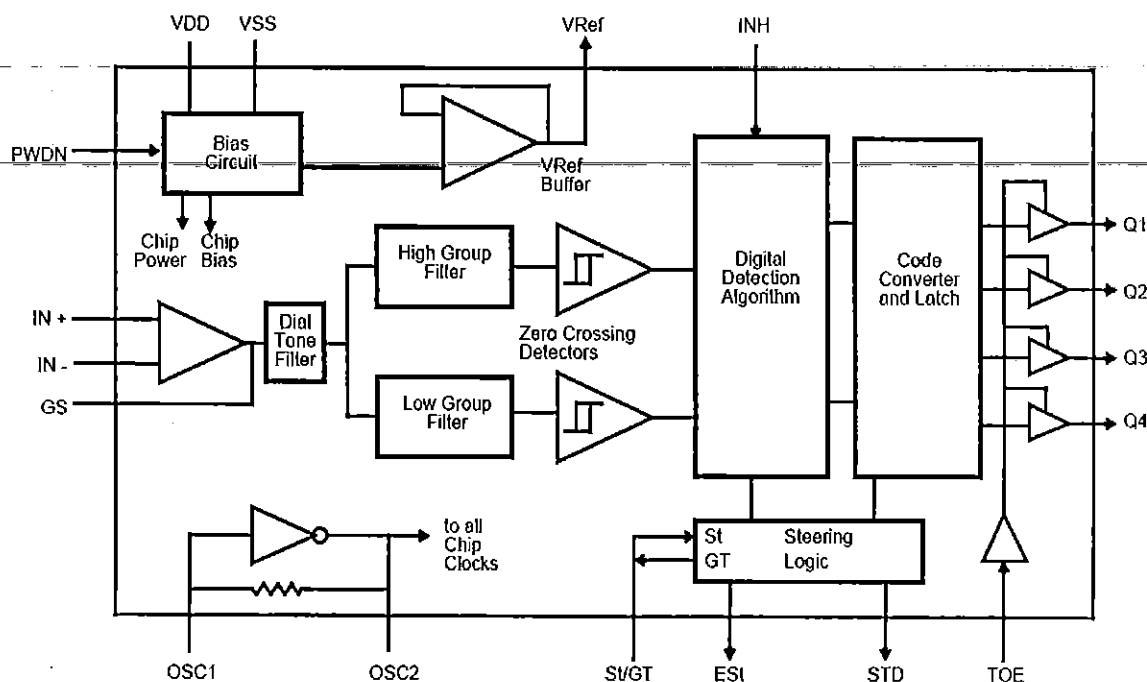 VDD
VSS
VRef
INH
PWDN
Bias
Circuit
VRef
Buffer
Chip
Power
Chip
Bias
High Group
Filter
Digital
Detection
Algorithm
Code
Converter
and Latch
Q1
Q2
Q3
Q4
IN +
IN -
GS
Dial
Tone
Filter
Zero Crossing
Detectors
Low Group
Filter
to all
Chip
Clocks
St
Steering
GT
Logic
OSC1
OSC2
St/GT
ESt
STD
TOE